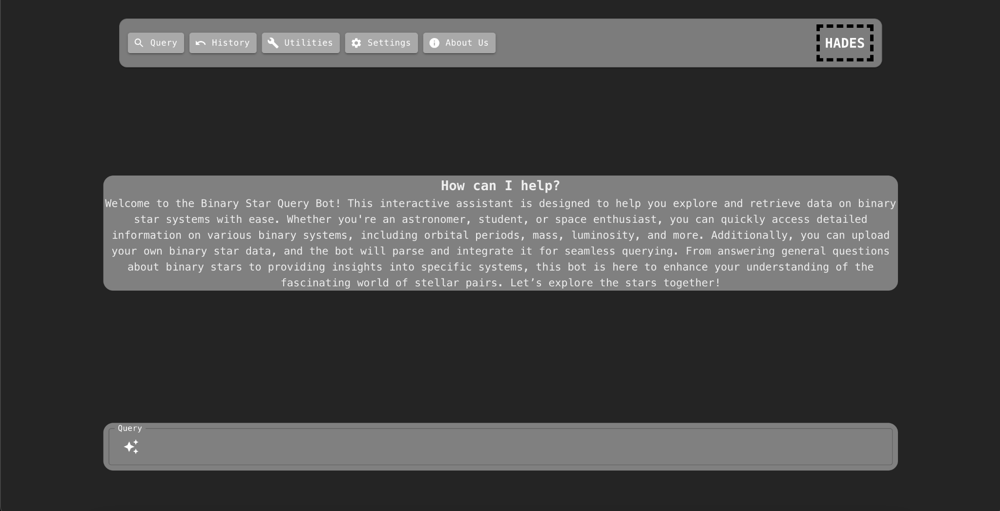 Query
History
Utilities
Settings
About Us
HADES
How can I help?
Welcome to the Binary Star Query Bot! This interactive assistant is designed to help you explore and retrieve data on binary
star systems with ease. Whether you're an astronomer, student, or space enthusiast, you can quickly access detailed
information on various binary systems, including orbital periods, mass, luminosity, and more. Additionally, you can upload
your own binary star data, and the bot will parse and integrate it for seamless querying. From answering general questions
about binary stars to providing insights into specific systems, this bot is here to enhance your understanding of the
fascinating world of stellar pairs. Let’s explore the stars together!
Query